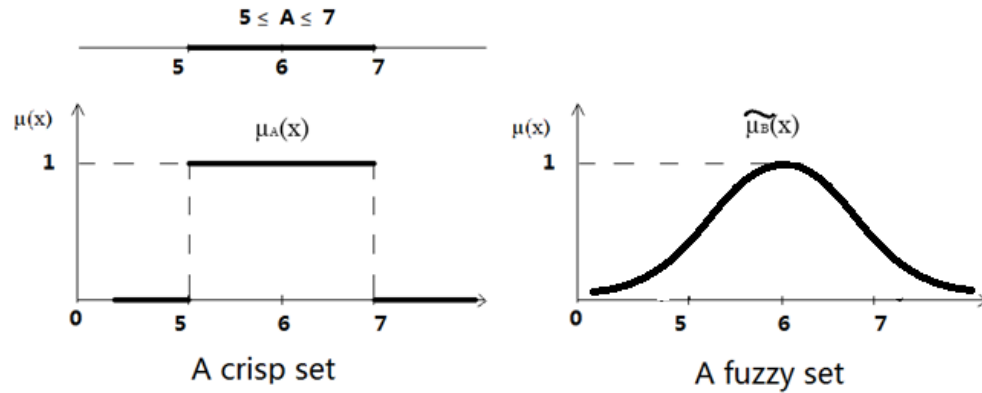 5 ≤ A ≤ 7
5 6 7
μ(x)
μA(x)
1
0 5 6 7
A crisp set
μ(x)
μ̃B(x)
1
0 5 6 7
A fuzzy set